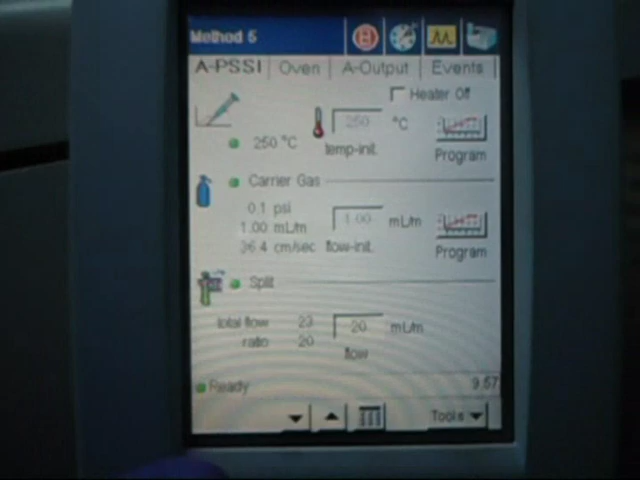 Method 6
A-PSSI Oven A-Output Events
Heater Off
250 °C 250 °C
temp-init. Program
Carrier Gas
0.1 psi
1.00 mL/m 1.00 mL/m
36.4 cm/sec flow-init. Program
Split
total flow 23 20 mL/m
ratio 20
flow
Ready 9.57
Tools